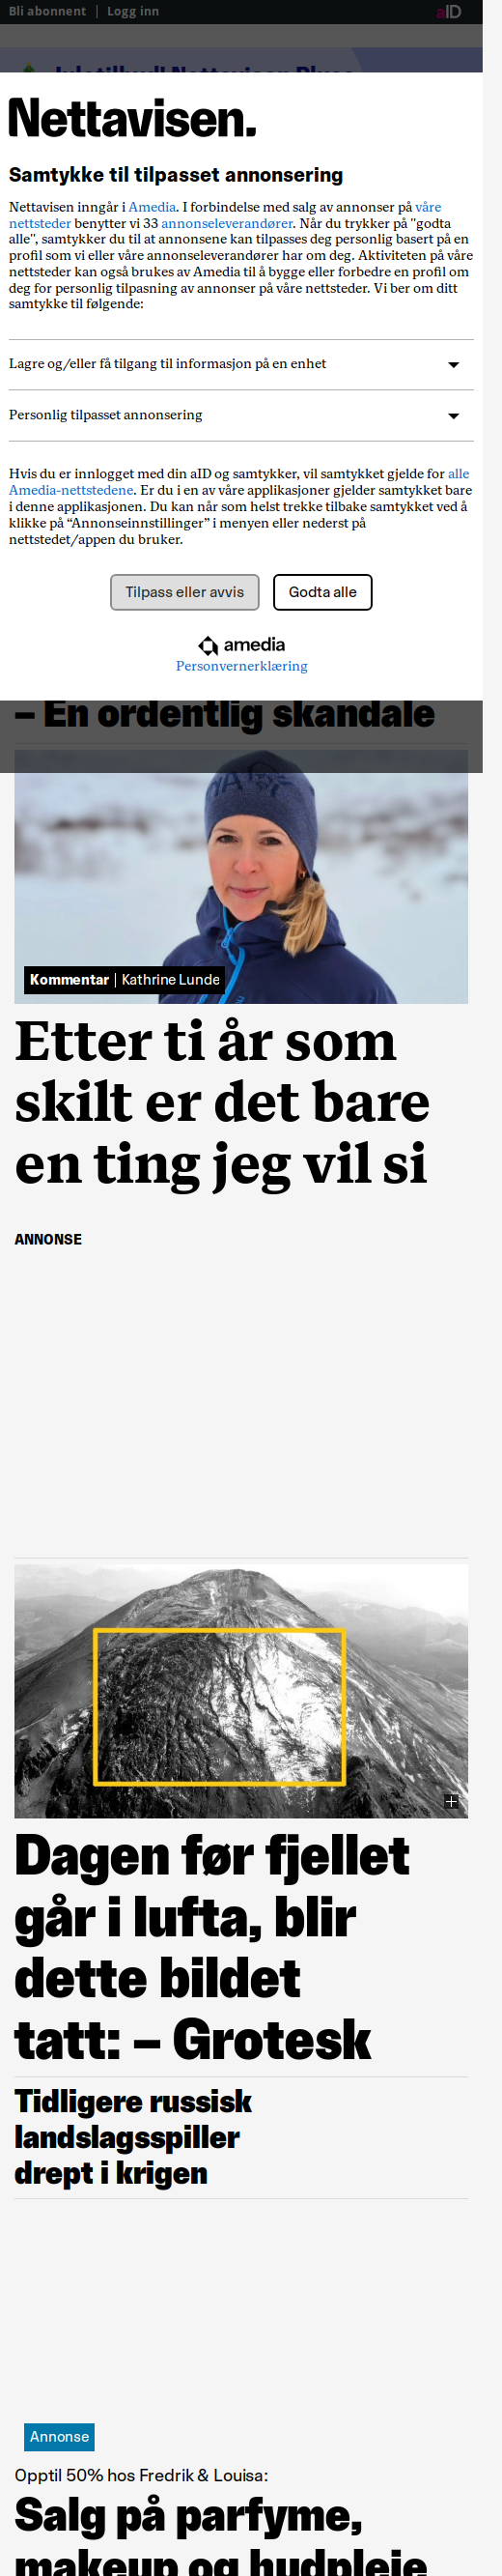 Bli abonnent | Logg inn
aID
Nettavisen.
Samtykke til tilpasset annonsering
Nettavisen inngår i Amedia. I forbindelse med salg av annonser på våre
nettsteder benytter vi 33 annonseleverandører. Når du trykker på "godta
alle", samtykker du til at annonsene kan tilpasses deg personlig basert på en
profil som vi eller våre annonseleverandører har om deg. Aktiviteten på våre
nettsteder kan også brukes av Amedia til å bygge eller forbedre en profil om
deg for personlig tilpasning av annonser på våre nettsteder. Vi ber om ditt
samtykke til følgende:
Lagre og/eller få tilgang til informasjon på en enhet
Personlig tilpasset annonsering
Hvis du er innlogget med din aID og samtykker, vil samtykket gjelde for alle
Amedia-nettstedene. Er du i en av våre applikasjoner gjelder samtykket bare
i denne applikasjonen. Du kan når som helst trekke tilbake samtykket ved å
klikke på “Annonseinnstillinger” i menyen eller nederst på
nettstedet/appen du bruker.
Tilpass eller avvis
Godta alle
amedia
Personvernerklæring
– En ordentlig skandale
Kommentar | Kathrine Lunde
Etter ti år som
skilt er det bare
en ting jeg vil si
ANNONSE
Dagen før fjellet
går i lufta, blir
dette bildet
tatt: – Grotesk
Tidligere russisk
landslagsspiller
drept i krigen
Annonse
Opptil 50% hos Fredrik & Louisa:
Salg på parfyme,
makeup og hudpleie